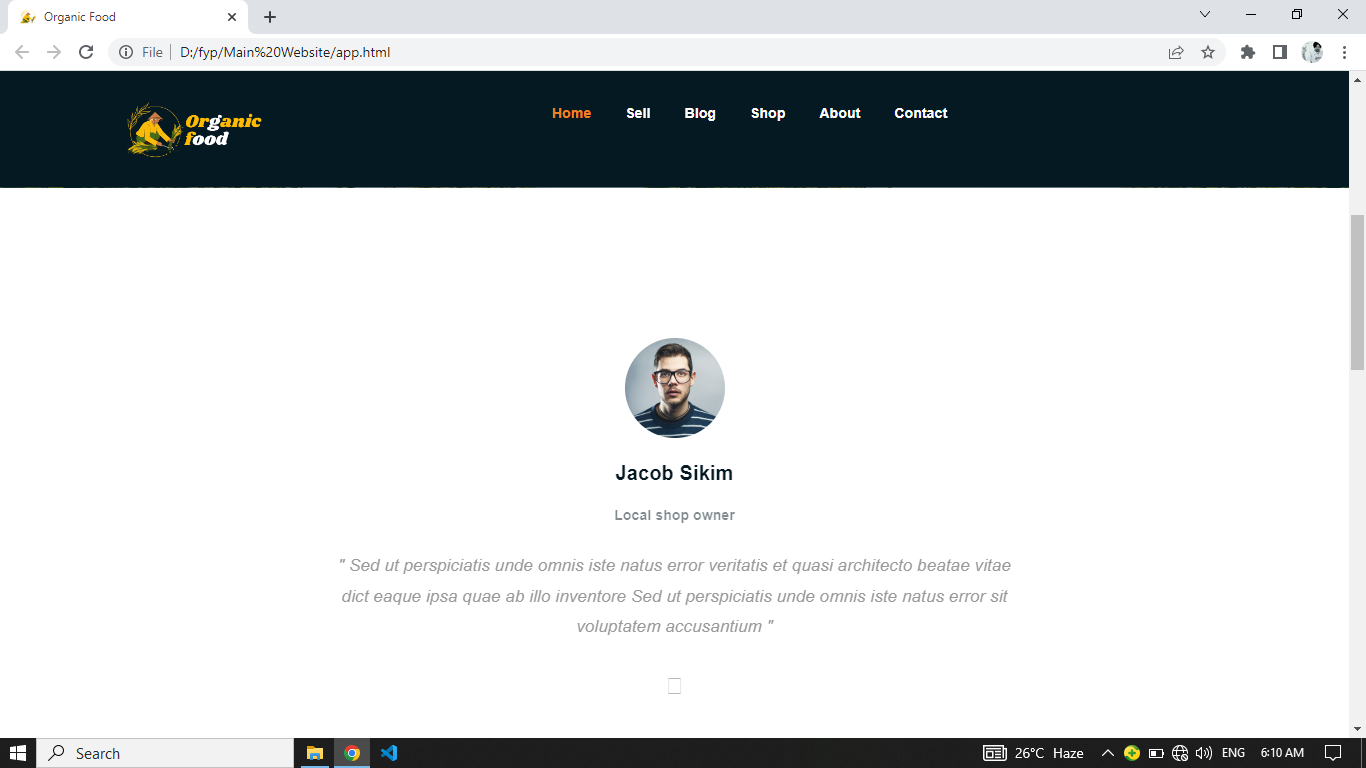 Organic Food
File
D:/fyp/Main%20Website/app.html
Organic
food
Home Sell Blog Shop About Contact
Jacob Sikim
Local shop owner
" Sed ut perspiciatis unde omnis iste natus error veritatis et quasi architecto beatae vitae
dict eaque ipsa quae ab illo inventore Sed ut perspiciatis unde omnis iste natus error sit
voluptatem accusantium "
Search
26°C Haze
ENG
6:10 AM